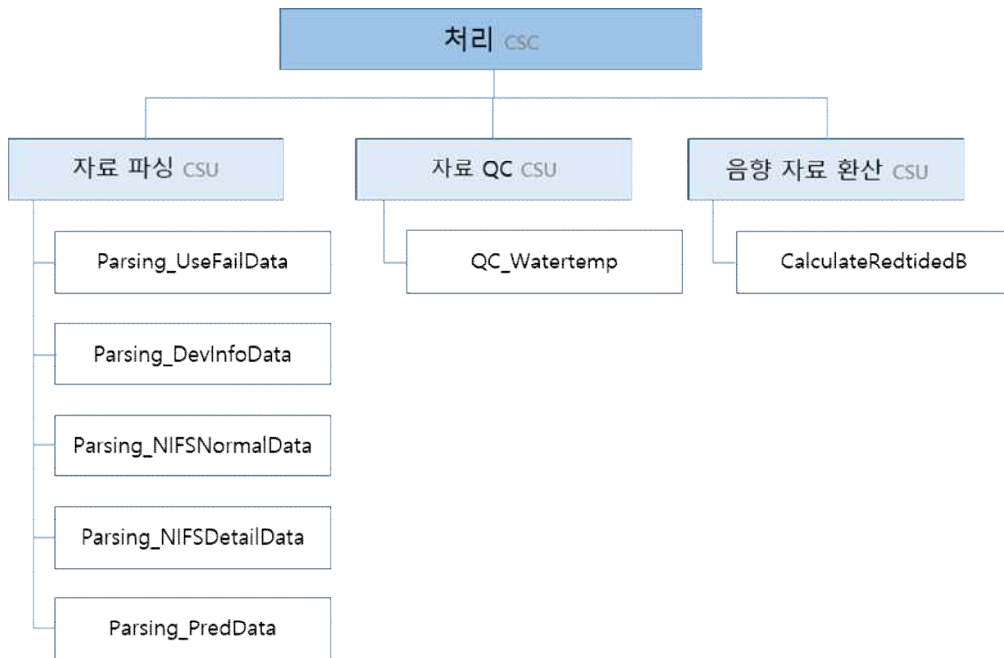 처리 CSC
자료 파싱 CSU
자료 QC CSU
음향 자료 환산 CSU
Parsing_UseFailData
QC_Watertemp
CalculateRedtidedB
Parsing_DevInfoData
Parsing_NIFSNormalData
Parsing_NIFSDetailData
Parsing_PredData